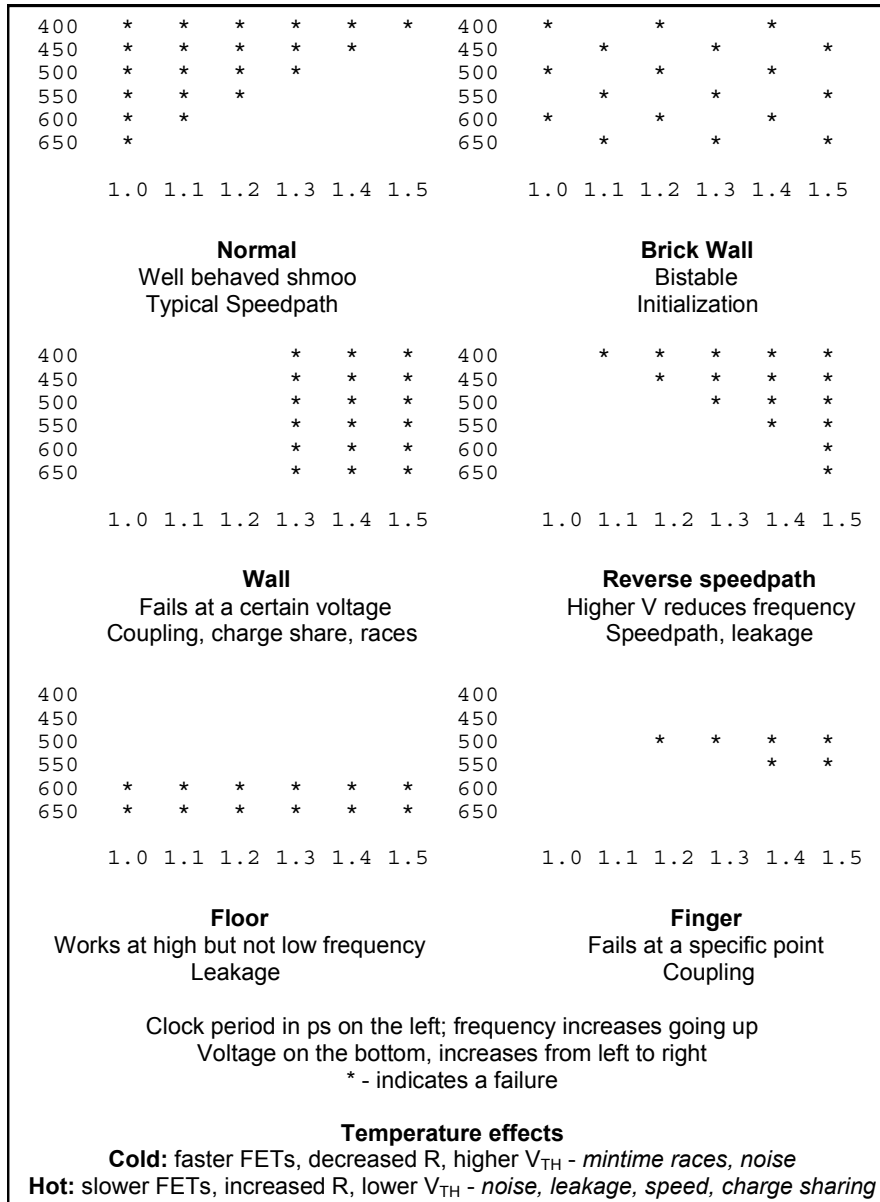 400 * * * * * *
450 * * * * *
500 * * * *
550 * * *
600 * *
650 *
1.0 1.1 1.2 1.3 1.4 1.5
Normal
Well behaved shmoo
Typical Speedpath
400 * * *
450 * * *
500 * * *
550 * * *
600 * * *
650 * * *
1.0 1.1 1.2 1.3 1.4 1.5
Brick Wall
Bistable
Initialization
400 * * *
450 * * *
500 * * *
550 * * *
600 * * *
650 * * *
1.0 1.1 1.2 1.3 1.4 1.5
Wall
Fails at a certain voltage
Coupling, charge share, races
400 * * * * *
450 * * * *
500 * * *
550 * *
600 *
650 *
1.0 1.1 1.2 1.3 1.4 1.5
Reverse speedpath
Higher V reduces frequency
Speedpath, leakage
400
450
500
550
600 * * * * * *
650 * * * * * *
1.0 1.1 1.2 1.3 1.4 1.5
Floor
Works at high but not low frequency
Leakage
400
450
500 * * * *
550 * *
600
650
1.0 1.1 1.2 1.3 1.4 1.5
Finger
Fails at a specific point
Coupling
Clock period in ps on the left; frequency increases going up
Voltage on the bottom, increases from left to right
* - indicates a failure
Temperature effects
Cold: faster FETs, decreased R, higher VTH - mintime races, noise
Hot: slower FETs, increased R, lower VTH - noise, leakage, speed, charge sharing